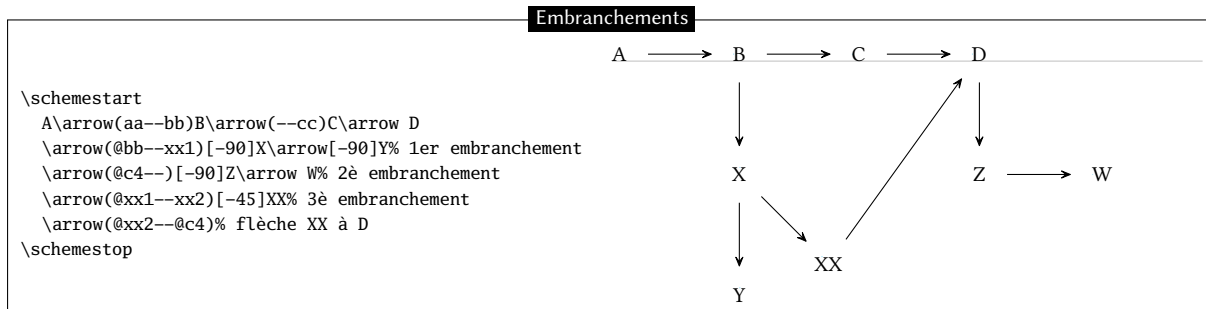 Embranchements
\schemestart
A\arrow(aa--bb)B\arrow(--cc)C\arrow D
\arrow(@bb--xx1)[-90]X\arrow[-90]Y% 1er embranchement
\arrow(@c4--)[-90]Z\arrow W% 2è embranchement
\arrow(@xx1--xx2)[-45]XX% 3è embranchement
\arrow(@xx2--@c4)% flèche XX à D
\schemestop
A B C D
X Z W
XX
Y